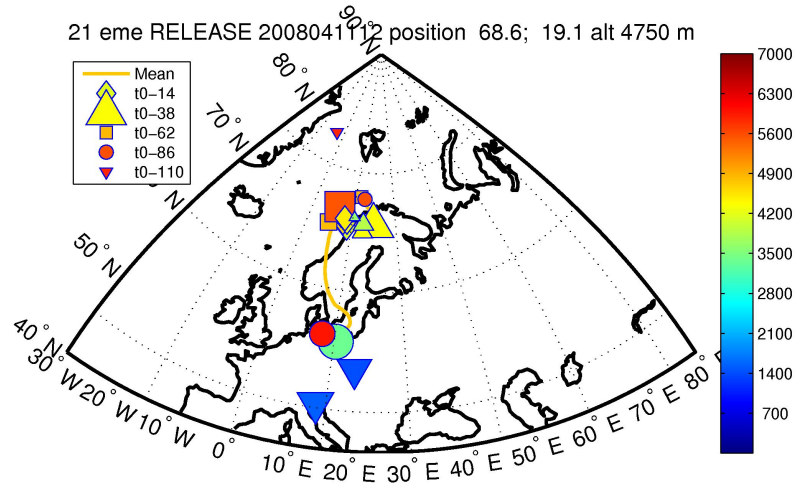 21 eme RELEASE 2008041112 position 68.6; 19.1 alt 4750 m
Mean
t0−14
t0−38
t0−62
t0−86
t0−110
90° N
80° N
70° N
N
50° N
40° N
30° W
20° W
10° W
0°
10° E
20° E
30° E
40° E
50° E
60° E
70° E
80°
7000
6300
5600
4900
4200
3500
2800
2100
1400
700